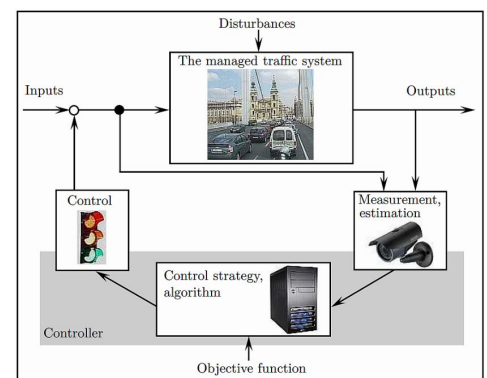 Disturbances
The managed traffic system
Inputs
Outputs
Control
Measurement,
estimation
Control strategy,
algorithm
Controller
Objective function